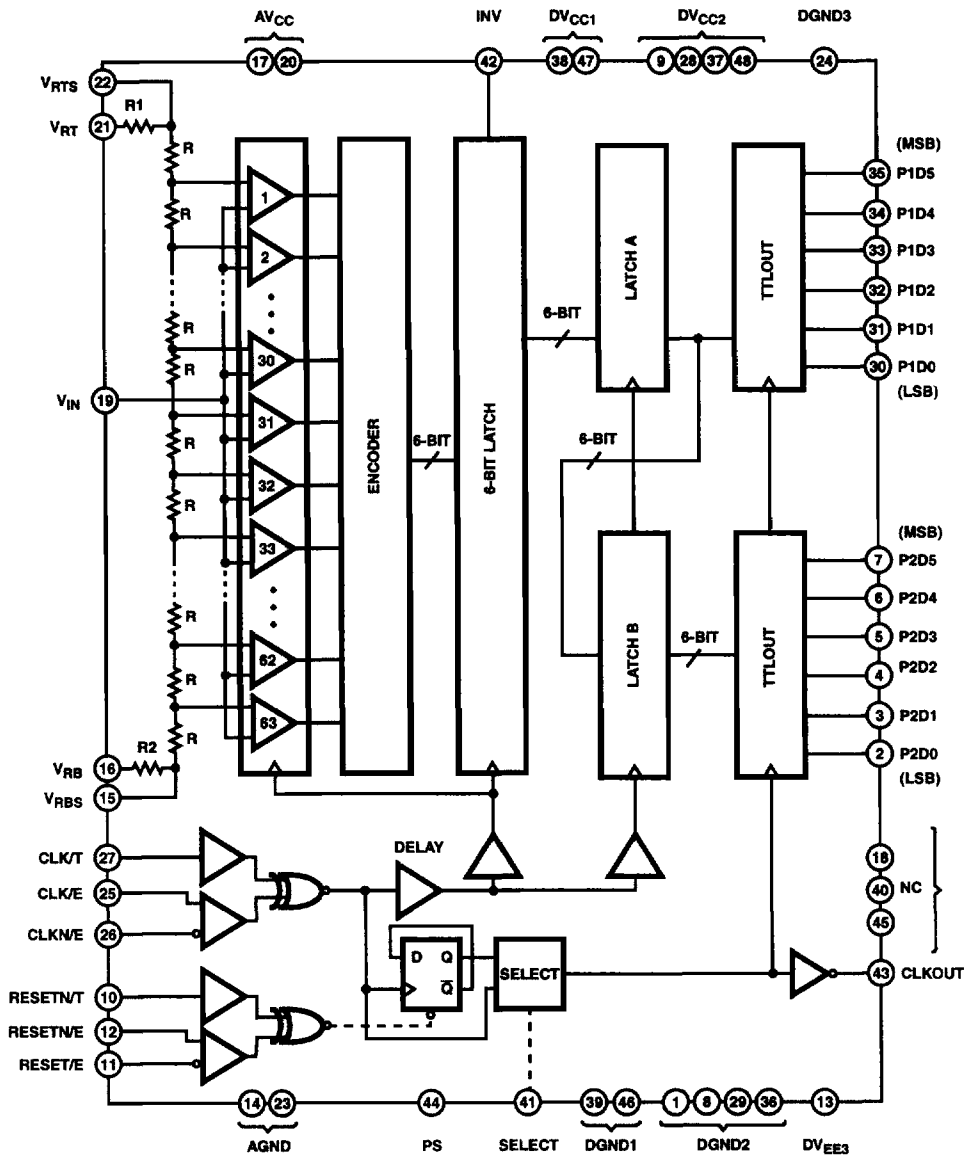 AVCC INV DVCC1 DVCC2 DGND3
17 20 42 38 47 9 28 37 48 24
VRTS 22
R1
VRT 21
(MSB)
R
35 P1D5
1
R
34 P1D4
2
33 P1D3
LATCH A
TTLOUT
32 P1D2
6-BIT
R
31 P1D1
30
R
30 P1D0
(LSB)
VIN 19
31
ENCODER
6-BIT
6-BIT LATCH
6-BIT
R
32
R
33
(MSB)
7 P2D5
6 P2D4
R
5 P2D3
62
LATCH B
6-BIT
TTLOUT
4 P2D2
R
3 P2D1
63
R
2 P2D0
(LSB)
VRB 16
R2
VRBS 15
CLK/T 27
DELAY
18
CLK/E 25
40 NC
CLKN/E 26
45
D Q
Q
SELECT
43 CLKOUT
RESETN/T 10
RESETN/E 12
RESET/E 11
14 23 44 41 39 46 1 8 29 36 13
AGND PS SELECT DGND1 DGND2 DVEE3